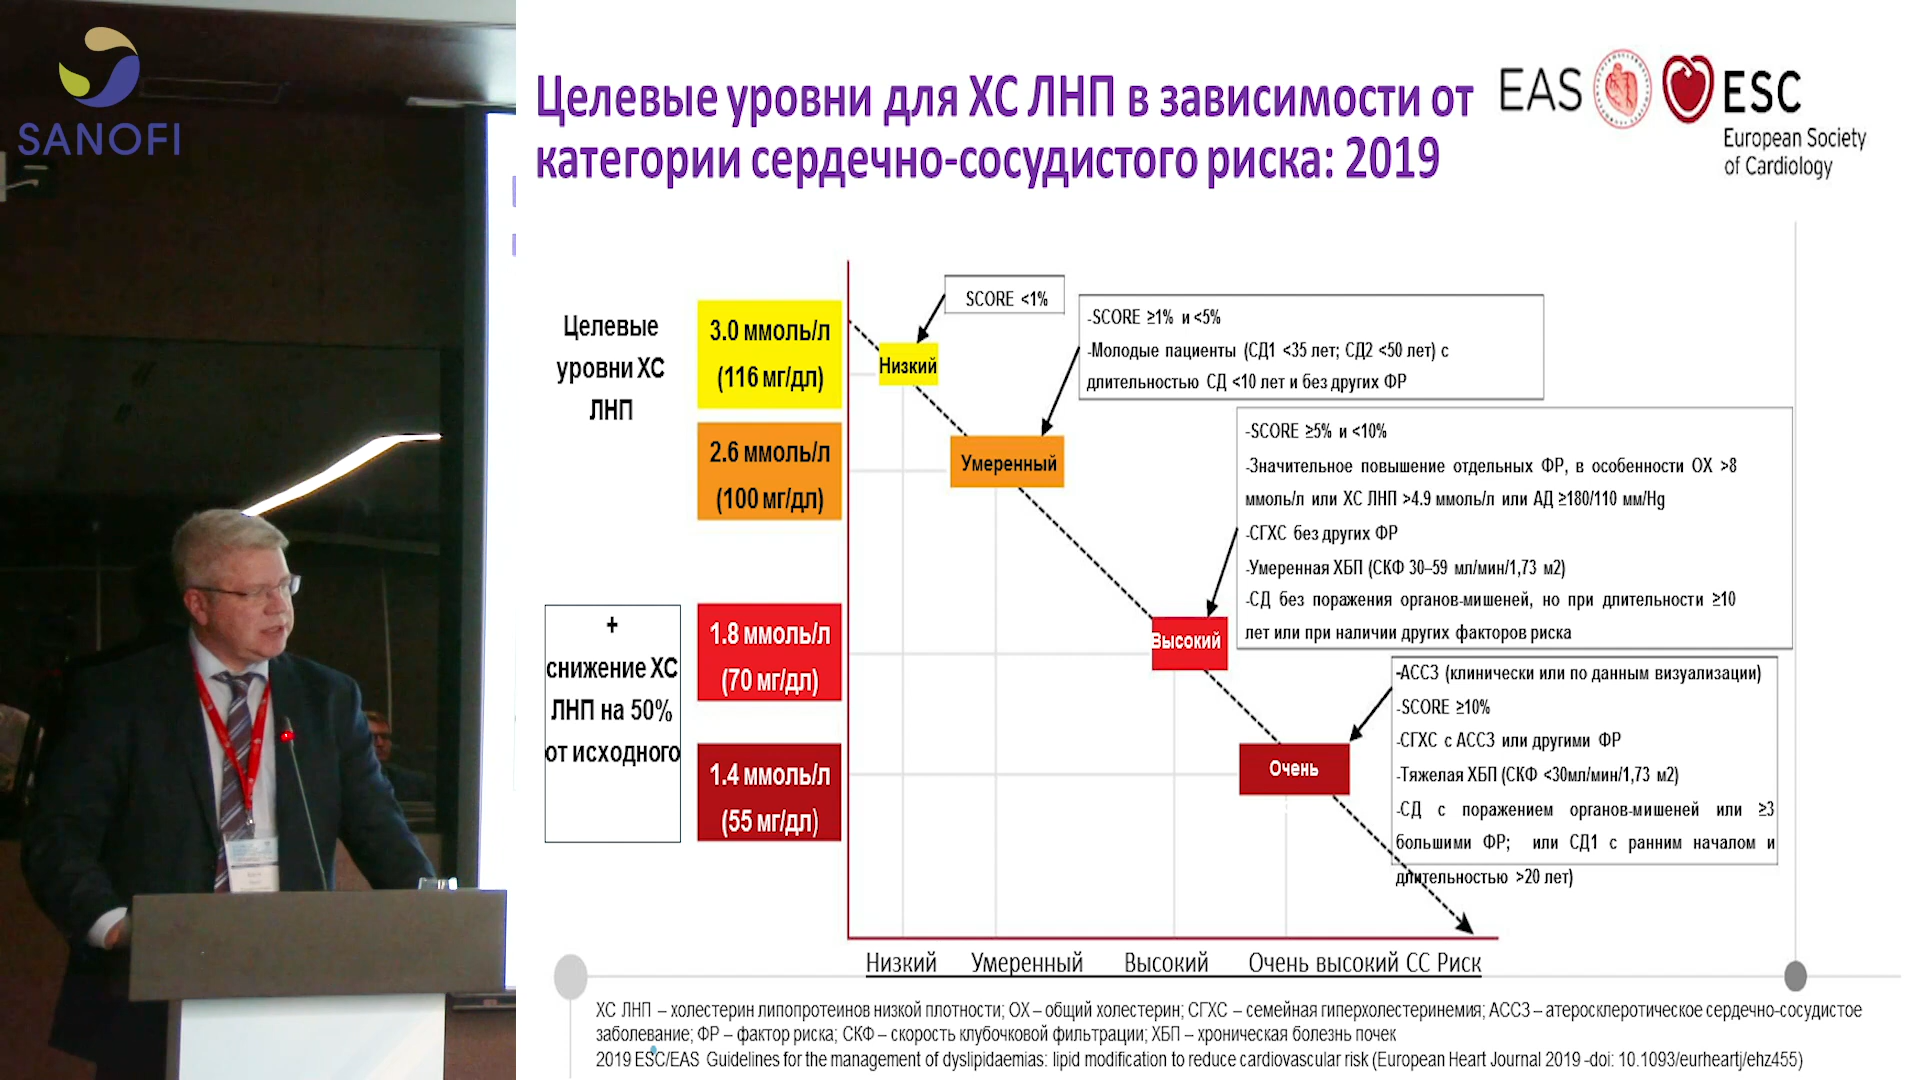 SANOFI
Целевые уровни для ХС ЛНП в зависимости от
категории сердечно-сосудистого риска: 2019
EAS
ESC
European Society
of Cardiology
Целевые
уровни ХС
ЛНП
3.0 ммоль/л
(116 мг/дл)
2.6 ммоль/л
(100 мг/дл)
+
снижение ХС
ЛНП на 50%
от исходного
1.8 ммоль/л
(70 мг/дл)
1.4 ммоль/л
(55 мг/дл)
SCORE <1%
Низкий
-SCORE ≥1% и <5%
-Молодые пациенты (СД1 <35 лет; СД2 <50 лет) с
длительностью СД <10 лет и без других ФР
Умеренный
-SCORE ≥5% и <10%
-Значительное повышение отдельных ФР, в особенности ОХ >8
ммоль/л или ХС ЛНП >4.9 ммоль/л или АД ≥180/110 мм/Hg
-СГХС без других ФР
-Умеренная ХБП (СКФ 30–59 мл/мин/1,73 м2)
-СД без поражения органов-мишеней, но при длительности ≥10
лет или при наличии других факторов риска
Высокий
-АССЗ (клинически или по данным визуализации)
-SCORE ≥10%
-СГХС с АССЗ или другими ФР
-Тяжелая ХБП (СКФ <30мл/мин/1,73 м2)
-СД с поражением органов-мишеней или ≥3
большими ФР; или СД1 с ранним началом и
длительностью >20 лет)
Очень
Низкий Умеренный Высокий Очень высокий СС Риск
ХС ЛНП – холестерин липопротеинов низкой плотности; ОХ – общий холестерин; СГХС – семейная гиперхолестеринемия; АССЗ – атеросклеротическое сердечно-сосудистое
заболевание; ФР – фактор риска; СКФ – скорость клубочковой фильтрации; ХБП – хроническая болезнь почек
2019 ESC/EAS Guidelines for the management of dyslipidaemias: lipid modification to reduce cardiovascular risk (European Heart Journal 2019 -doi: 10.1093/eurheartj/ehz455)